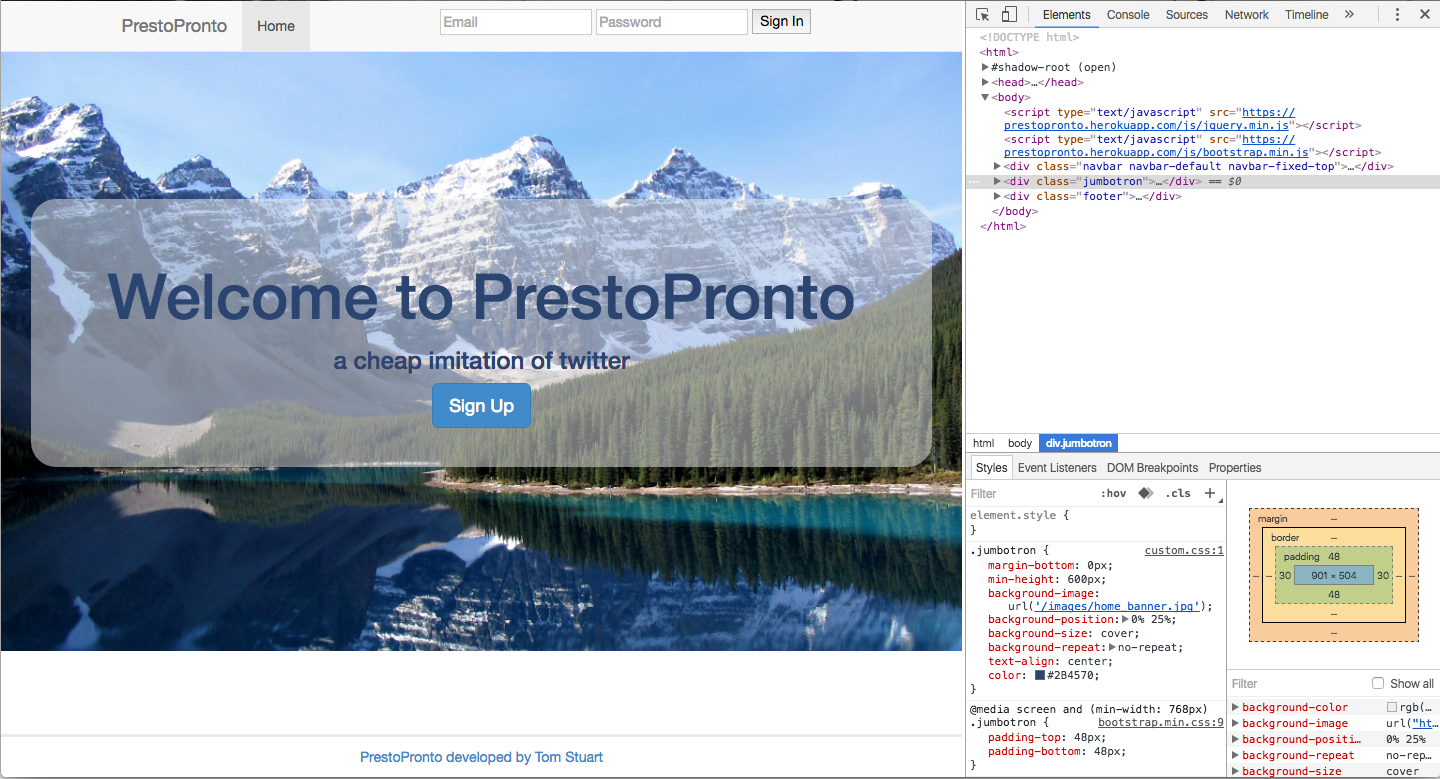 PrestoPronto Home Email Password Sign In
Welcome to PrestoPronto
a cheap imitation of twitter
Sign Up
PrestoPronto developed by Tom Stuart
Elements Console Sources Network Timeline »
<!DOCTYPE html>
<html>
#shadow-root (open)
<head>…</head>
<body>
<script type="text/javascript" src="https://
prestopronto.herokuapp.com/js/jquery.min.js"></script>
<script type="text/javascript" src="https://
prestopronto.herokuapp.com/js/bootstrap.min.js"></script>
<div class="navbar navbar-default navbar-fixed-top">…</div>
… <div class="jumbotron">…</div> == $0
<div class="footer">…</div>
</body>
</html>
html body div.jumbotron
Styles Event Listeners DOM Breakpoints Properties
Filter :hov .cls +
element.style {
}
.jumbotron { custom.css:1
margin-bottom: 0px;
min-height: 600px;
background-image:
url('/images/home_banner.jpg');
background-position: 0% 25%;
background-size: cover;
background-repeat: no-repeat;
text-align: center;
color: #2B4570;
}
@media screen and (min-width: 768px)
.jumbotron { bootstrap.min.css:9
padding-top: 48px;
padding-bottom: 48px;
}
margin –
border –
padding 48
– – 30 901 × 504 30 – –
48
–
–
Filter Show all
background-color rgb(…
background-image url("ht…
background-positi… 0% 25%
background-repeat no-rep…
background-size cover